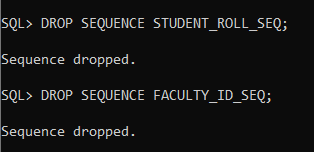 SQL> DROP SEQUENCE STUDENT_ROLL_SEQ;
Sequence dropped.
SQL> DROP SEQUENCE FACULTY_ID_SEQ;
Sequence dropped.